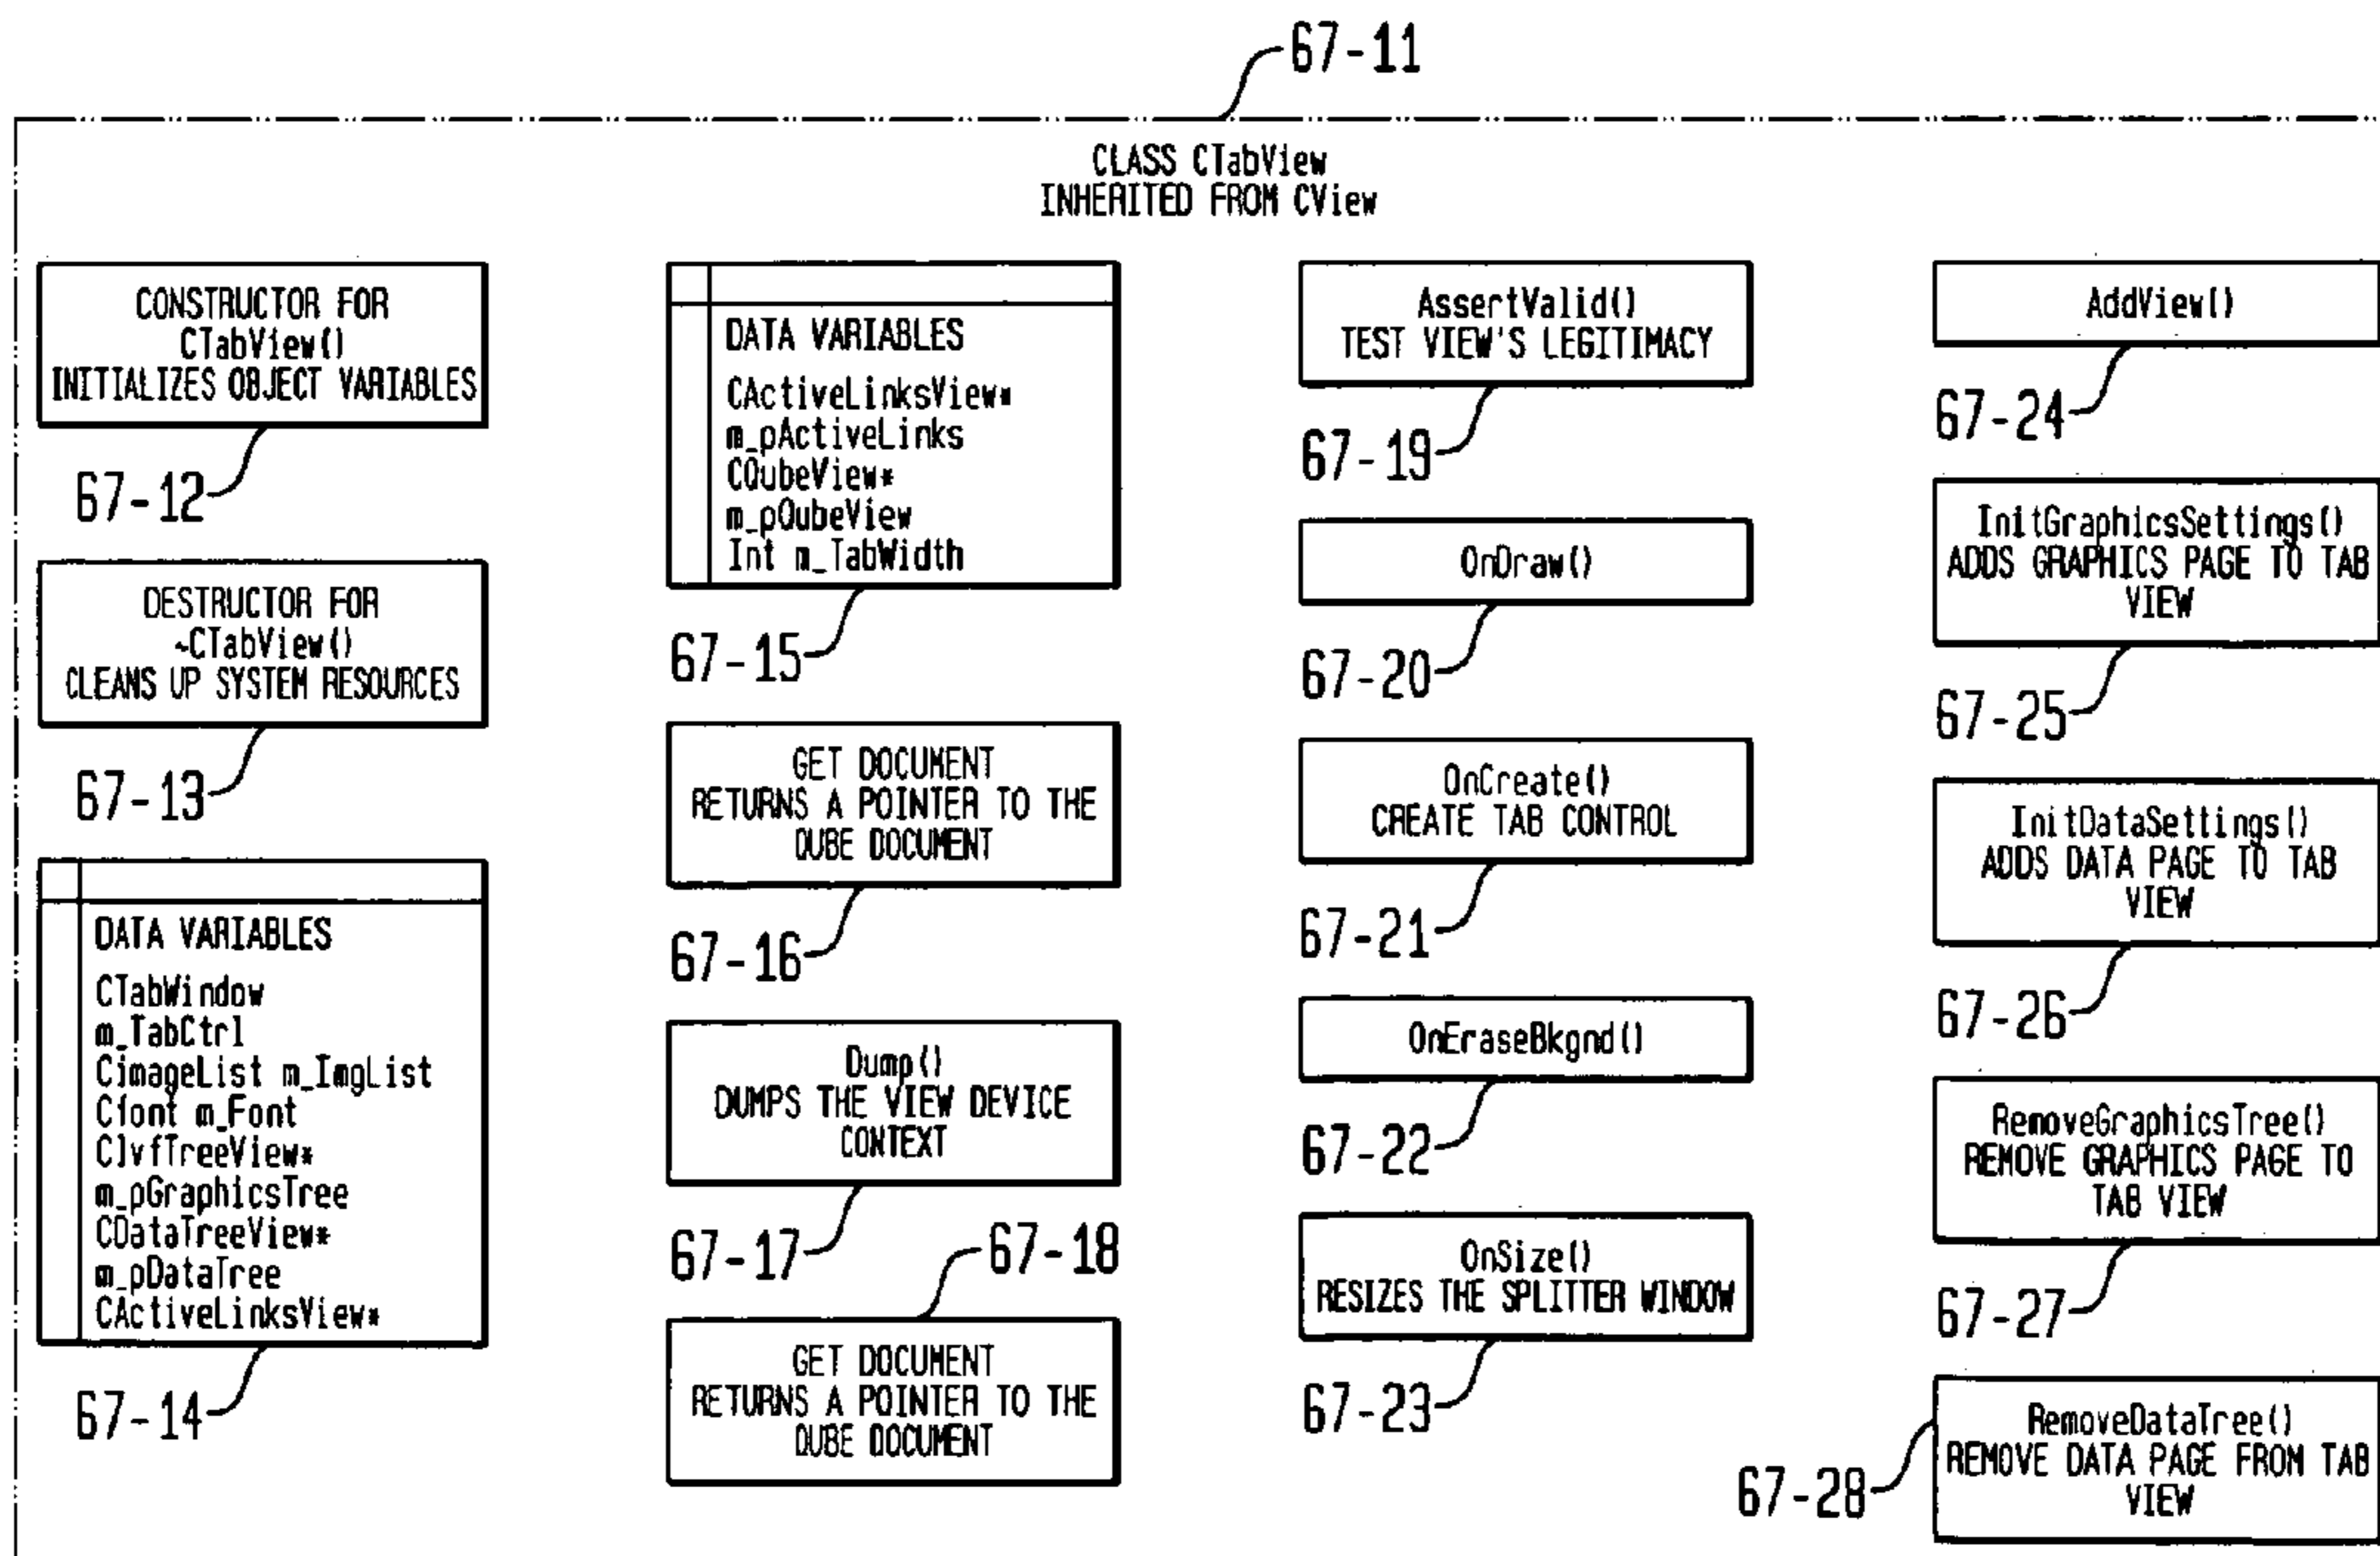 67-11
CLASS CTabView
INHERITED FROM CView
CONSTRUCTOR FOR
CTabView()
INITIALIZES OBJECT VARIABLES
67-12
DESTRUCTOR FOR
~CTabView()
CLEANS UP SYSTEM RESOURCES
67-13
DATA VARIABLES
CTabWindow
m_TabCtrl
CimageList m_ImgList
Cfont m_Font
ClvfTreeView*
m_pGraphicsTree
CDataTreeView*
m_pDataTree
CActiveLinksView*
67-14
DATA VARIABLES
CActiveLinksView*
m_pActiveLinks
CQubeView*
m_pQubeView
Int m_TabWidth
67-15
GET DOCUMENT
RETURNS A POINTER TO THE
QUBE DOCUMENT
67-16
Dump()
DUMPS THE VIEW DEVICE
CONTEXT
67-17
67-18
GET DOCUMENT
RETURNS A POINTER TO THE
QUBE DOCUMENT
AssertValid()
TEST VIEW'S LEGITIMACY
67-19
OnDraw()
67-20
OnCreate()
CREATE TAB CONTROL
67-21
OnEraseBkgnd()
67-22
OnSize()
RESIZES THE SPLITTER WINDOW
67-23
AddView()
67-24
InitGraphicsSettings()
ADDS GRAPHICS PAGE TO TAB
VIEW
67-25
InitDataSettings()
ADDS DATA PAGE TO TAB
VIEW
67-26
RemoveGraphicsTree()
REMOVE GRAPHICS PAGE TO
TAB VIEW
67-27
RemoveDataTree()
REMOVE DATA PAGE FROM TAB
VIEW
67-28